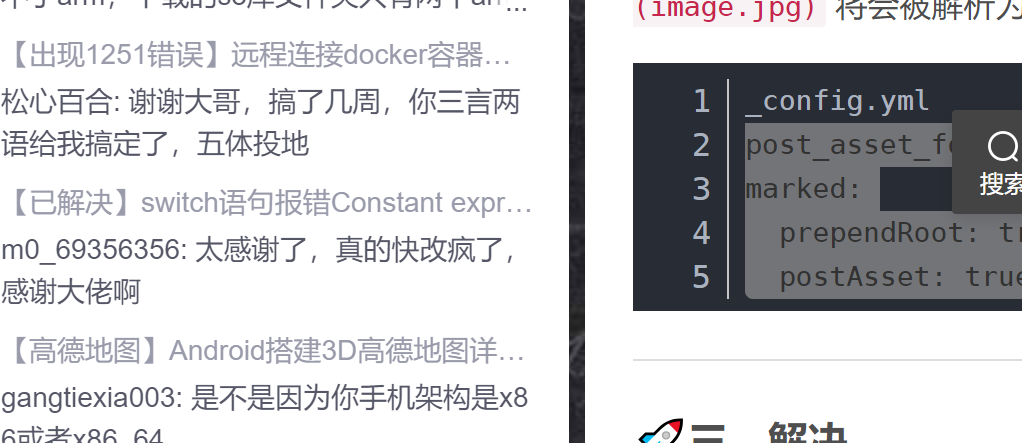 【出现1251错误】远程连接docker容器…
松心百合: 谢谢大哥，搞了几周，你三言两
语给我搞定了，五体投地
【已解决】switch语句报错Constant expr…
m0_69356356: 太感谢了，真的快改疯了，
感谢大佬啊
【高德地图】Android搭建3D高德地图详…
gangtiexia003: 是不是因为你手机架构是x8
6或者x86_64
(image.jpg) 将会被解析为
1 _config.yml
2 post_asset_fo
3 marked:
4 prependRoot: tr
5 postAsset: true
搜索
三、解决